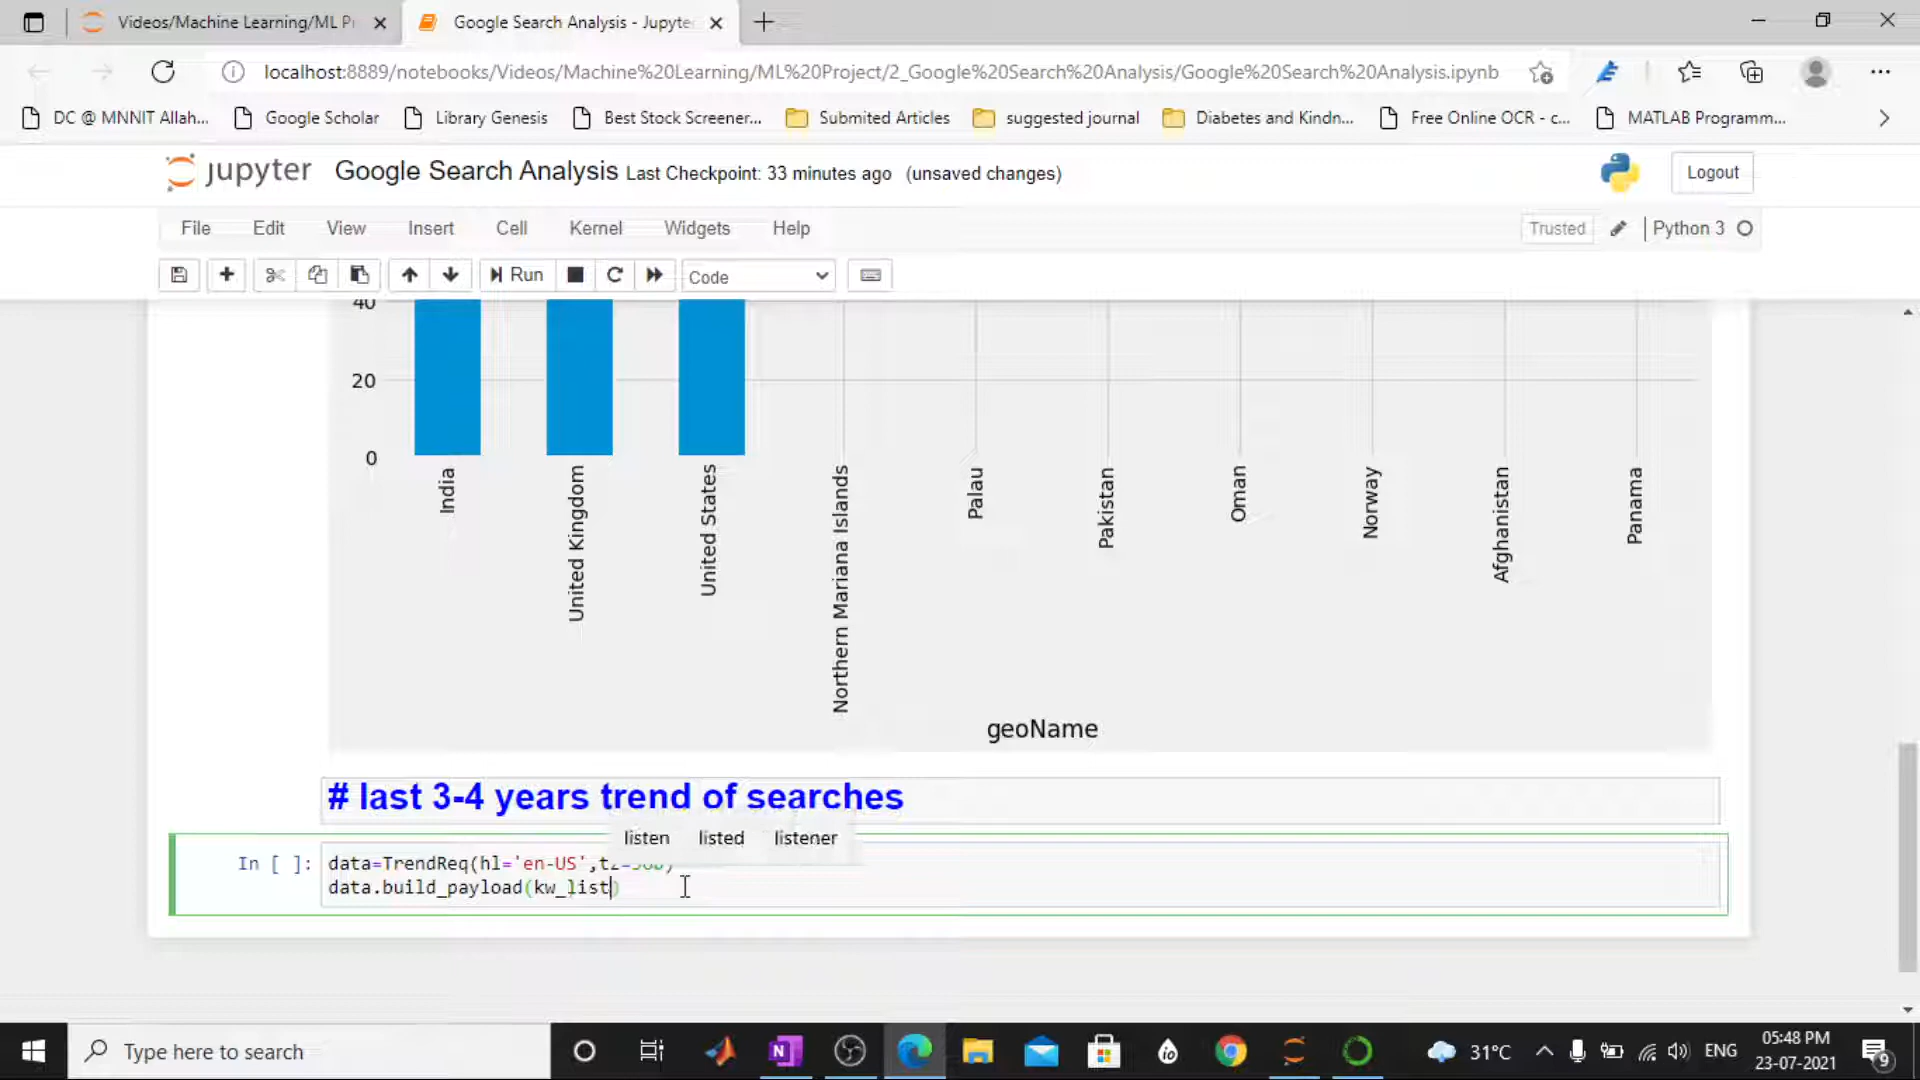 Videos/Machine Learning/ML Pr
Google Search Analysis - Jupyte
localhost:8889/notebooks/Videos/Machine%20Learning/ML%20Project/2_Google%20Search%20Analysis/Google%20Search%20Analysis.ipynb
DC @ MNNIT Allah... Google Scholar Library Genesis Best Stock Screener... Submited Articles suggested journal Diabetes and Kindn... Free Online OCR - c... MATLAB Programm...
jupyter Google Search Analysis Last Checkpoint: 33 minutes ago (unsaved changes) Logout
File Edit View Insert Cell Kernel Widgets Help Trusted Python 3
Run Code
40
20
0
India
United Kingdom
United States
Northern Mariana Islands
Palau
Pakistan
Oman
Norway
Afghanistan
Panama
geoName
# last 3-4 years trend of searches
listen listed listener
In [ ]: data=TrendReq(hl='en-US',tz=360)
data.build_payload(kw_list)
Type here to search
31°C ENG
05:48 PM
23-07-2021
9